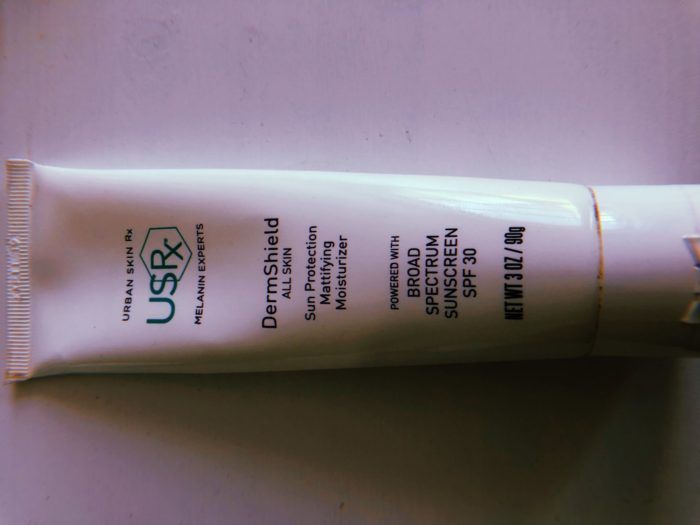 URBAN SKIN Rx
USRx
MELANIN EXPERTS
DermShield
ALL SKIN
Sun Protection
Mattifying
Moisturizer
POWERED WITH
BROAD
SPECTRUM
SUNSCREEN
SPF 30
NET WT 3 OZ / 90g